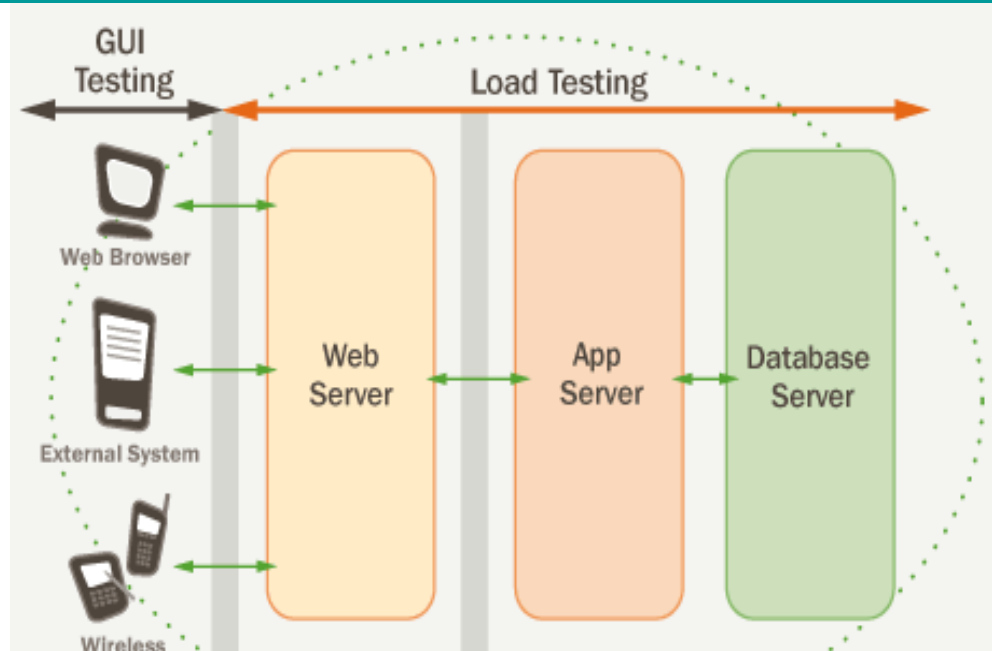 GUI
Testing
Load Testing
Web Browser
External System
Wireless
Web
Server
App
Server
Database
Server